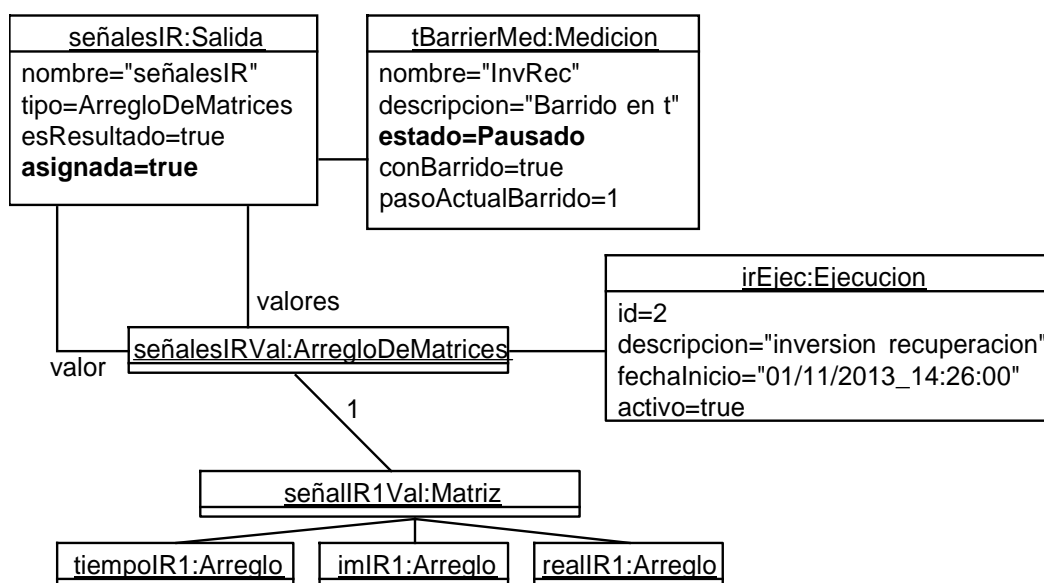 señalesIR:Salida
nombre="señalesIR"
tipo=ArregloDeMatrices
esResultado=true
asignada=true
tBarrierMed:Medicion
nombre="InvRec"
descripcion="Barrido en t"
estado=Pausado
conBarrido=true
pasoActualBarrido=1
valores
valor
señalesIRVal:ArregloDeMatrices
irEjec:Ejecucion
id=2
descripcion="inversion recuperacion"
fechaInicio="01/11/2013_14:26:00"
activo=true
1
señalIR1Val:Matriz
tiempoIR1:Arreglo
imIR1:Arreglo
realIR1:Arreglo